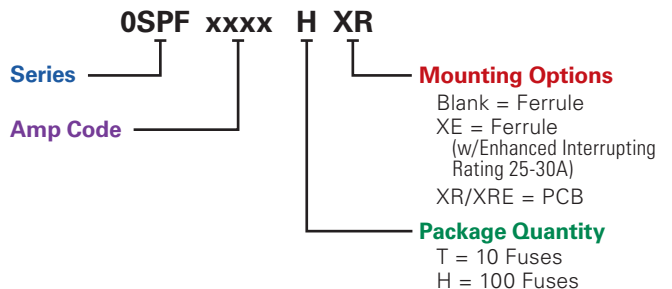 0SPF xxxx H XR
Series
Amp Code
Mounting Options
Blank = Ferrule
XE = Ferrule
(w/Enhanced Interrupting
Rating 25-30A)
XR/XRE = PCB
Package Quantity
T = 10 Fuses
H = 100 Fuses